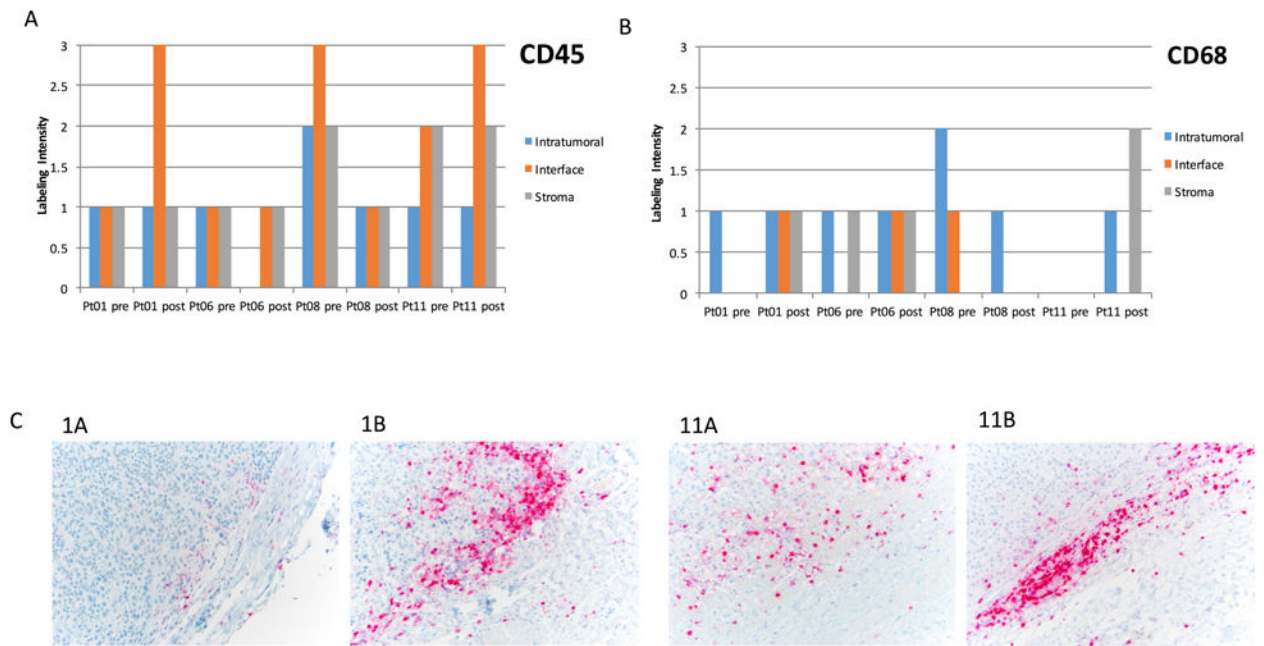 A
CD45
Labeling Intensity
3
2.5
2
1.5
1
0.5
0
Pt01 pre Pt01 post Pt06 pre Pt06 post Pt08 pre Pt08 post Pt11 pre Pt11 post
Intratumoral
Interface
Stroma
B
CD68
Labeling Intensity
3
2.5
2
1.5
1
0.5
0
Pt01 pre Pt01 post Pt06 pre Pt06 post Pt08 pre Pt08 post Pt11 pre Pt11 post
Intratumoral
Interface
Stroma
C
1A
1B
11A
11B